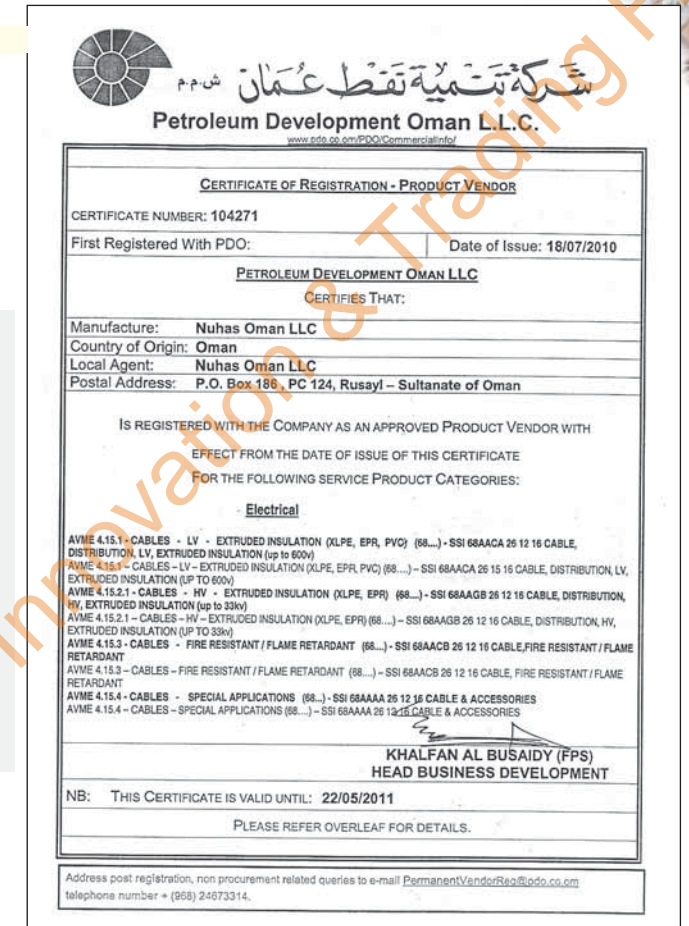 شركة تنمية نفط عُمان ش.م.م
Petroleum Development Oman L.L.C.
www.pdo.co.om/PDO/CommercialInfo/
CERTIFICATE OF REGISTRATION - PRODUCT VENDOR
CERTIFICATE NUMBER: 104271
First Registered With PDO: Date of Issue: 18/07/2010
PETROLEUM DEVELOPMENT OMAN LLC
CERTIFIES THAT:
Manufacture: Nuhas Oman LLC
Country of Origin: Oman
Local Agent: Nuhas Oman LLC
Postal Address: P.O. Box 186, PC 124, Rusayl – Sultanate of Oman
IS REGISTERED WITH THE COMPANY AS AN APPROVED PRODUCT VENDOR WITH
EFFECT FROM THE DATE OF ISSUE OF THIS CERTIFICATE
FOR THE FOLLOWING SERVICE PRODUCT CATEGORIES:
Electrical
AVME 4.15.1 - CABLES - LV - EXTRUDED INSULATION (XLPE, EPR, PVC) (68....) - SSI 68AACA 26 12 16 CABLE,
DISTRIBUTION, LV, EXTRUDED INSULATION (up to 600v)
AVME 4.15.1 – CABLES – LV – EXTRUDED INSULATION (XLPE, EPR, PVC) (68....) – SSI 68AACA 26 15 16 CABLE, DISTRIBUTION, LV,
EXTRUDED INSULATION (UP TO 600v)
AVME 4.15.2.1 - CABLES - HV - EXTRUDED INSULATION (XLPE, EPR) (68....) - SSI 68AAGB 26 12 16 CABLE, DISTRIBUTION,
HV, EXTRUDED INSULATION (up to 33kv)
AVME 4.15.2.1 – CABLES – HV – EXTRUDED INSULATION (XLPE, EPR) (68....) – SSI 68AAGB 26 12 16 CABLE, DISTRIBUTION, HV,
EXTRUDED INSULATION (UP TO 33kv)
AVME 4.15.3 - CABLES - FIRE RESISTANT / FLAME RETARDANT (68....) - SSI 68AACB 26 12 16 CABLE,FIRE RESISTANT / FLAME
RETARDANT
AVME 4.15.3 – CABLES – FIRE RESISTANT / FLAME RETARDANT (68....) – SSI 68AACB 26 12 16 CABLE, FIRE RESISTANT / FLAME
RETARDANT
AVME 4.15.4 - CABLES - SPECIAL APPLICATIONS (68...) - SSI 68AAAA 26 12 16 CABLE & ACCESSORIES
AVME 4.15.4 – CABLES – SPECIAL APPLICATIONS (68....) – SSI 68AAAA 26 12 16 CABLE & ACCESSORIES
KHALFAN AL BUSAIDY (FPS)
HEAD BUSINESS DEVELOPMENT
NB: THIS CERTIFICATE IS VALID UNTIL: 22/05/2011
PLEASE REFER OVERLEAF FOR DETAILS.
Address post registration, non procurement related queries to e-mail PermanentVendorReg@pdo.co.om
telephone number + (968) 24673314.
Innovation & Trading